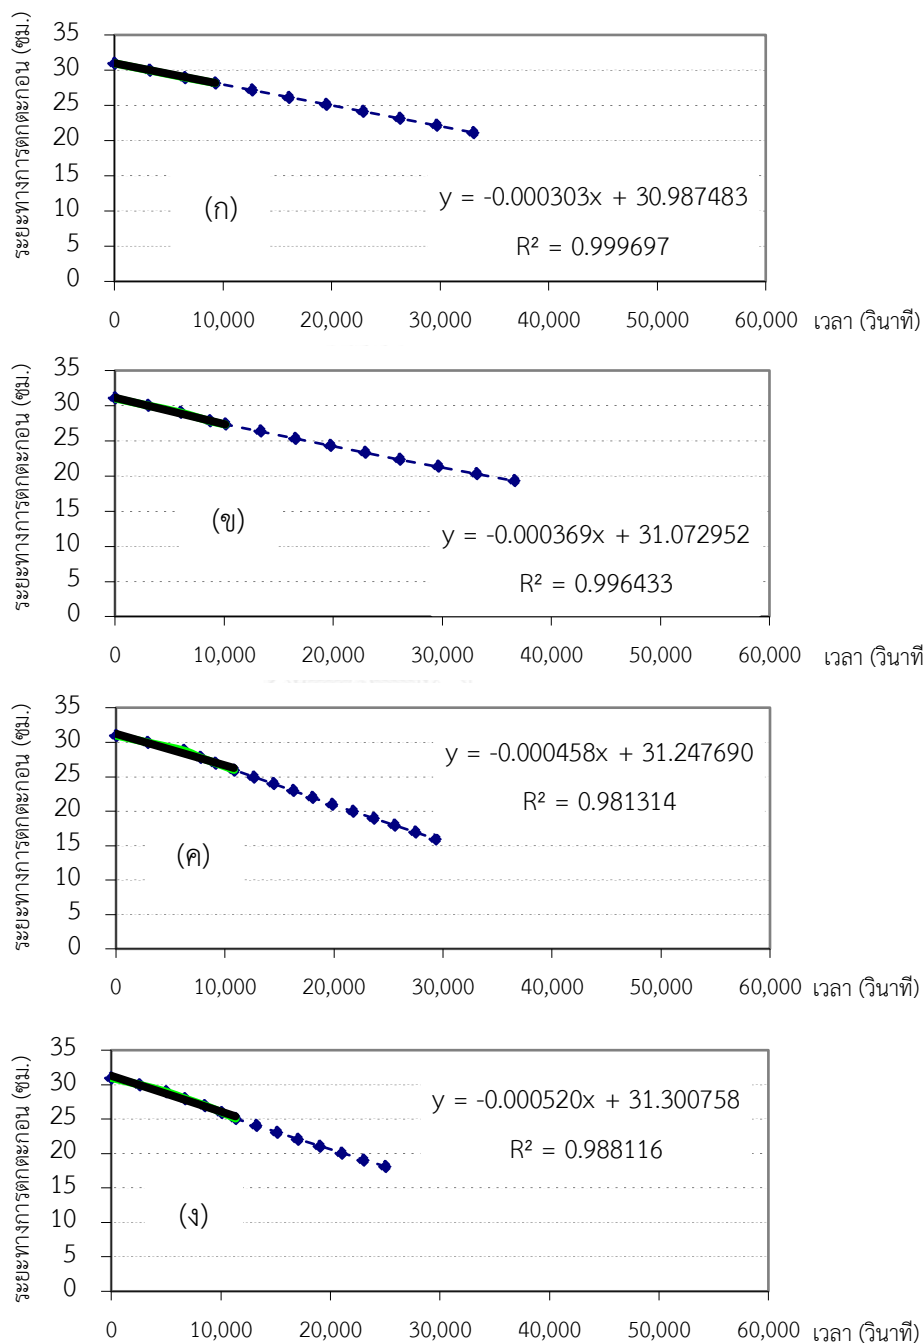 ระยะทางการตกตะกอน (ซม.)
35
30
25
20
15
10
5
0
(ก)
y = -0.000303x + 30.987483
R² = 0.999697
0 10,000 20,000 30,000 40,000 50,000 60,000 เวลา (วินาที)
ระยะทางการตกตะกอน (ซม.)
35
30
25
20
15
10
5
0
(ข)
y = -0.000369x + 31.072952
R² = 0.996433
0 10,000 20,000 30,000 40,000 50,000 60,000 เวลา (วินาที
ระยะทางการตกตะกอน (ซม.)
35
30
25
20
15
10
5
0
y = -0.000458x + 31.247690
R² = 0.981314
(ค)
0 10,000 20,000 30,000 40,000 50,000 60,000 เวลา (วินาที)
ระยะทางการตกตะกอน (ซม.)
35
30
25
20
15
10
5
0
y = -0.000520x + 31.300758
R² = 0.988116
(ง)
0 10,000 20,000 30,000 40,000 50,000 60,000 เวลา (วินาที)